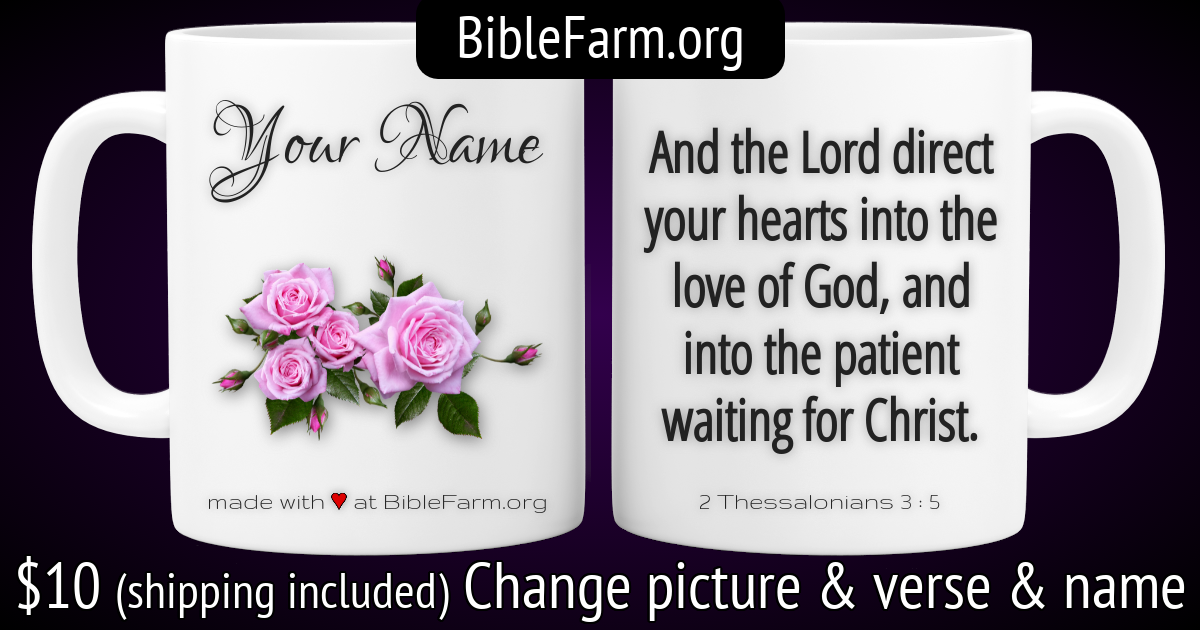 BibleFarm.org
Your Name
made with ♥ at BibleFarm.org
And the Lord direct
your hearts into the
love of God, and
into the patient
waiting for Christ.
2 Thessalonians 3 : 5
$10 (shipping included) Change picture & verse & name